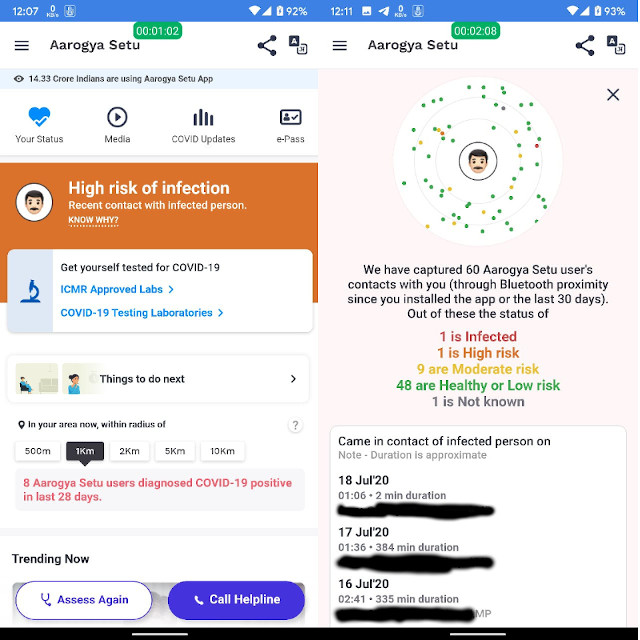 12:07 0 KB/s 00:01:02 92%
Aarogya Setu
14.33 Crore Indians are using Aarogya Setu App
Your Status Media COVID Updates e-Pass
High risk of infection
Recent contact with infected person.
KNOW WHY?
Get yourself tested for COVID-19
ICMR Approved Labs >
COVID-19 Testing Laboratories >
Things to do next >
In your area now, within radius of ?
500m 1Km 2Km 5Km 10Km
8 Aarogya Setu users diagnosed COVID-19 positive
in last 28 days.
Trending Now
Assess Again Call Helpline
12:11 0 KB/s 00:02:08 93%
Aarogya Setu
We have captured 60 Aarogya Setu user's
contacts with you (through Bluetooth proximity
since you installed the app or the last 30 days).
Out of these the status of
1 is Infected
1 is High risk
9 are Moderate risk
48 are Healthy or Low risk
1 is Not known
Came in contact of infected person on
Note - Duration is approximate
18 Jul'20
01:06 • 2 min duration
17 Jul'20
01:36 • 384 min duration
16 Jul'20
02:41 • 335 min duration
MP